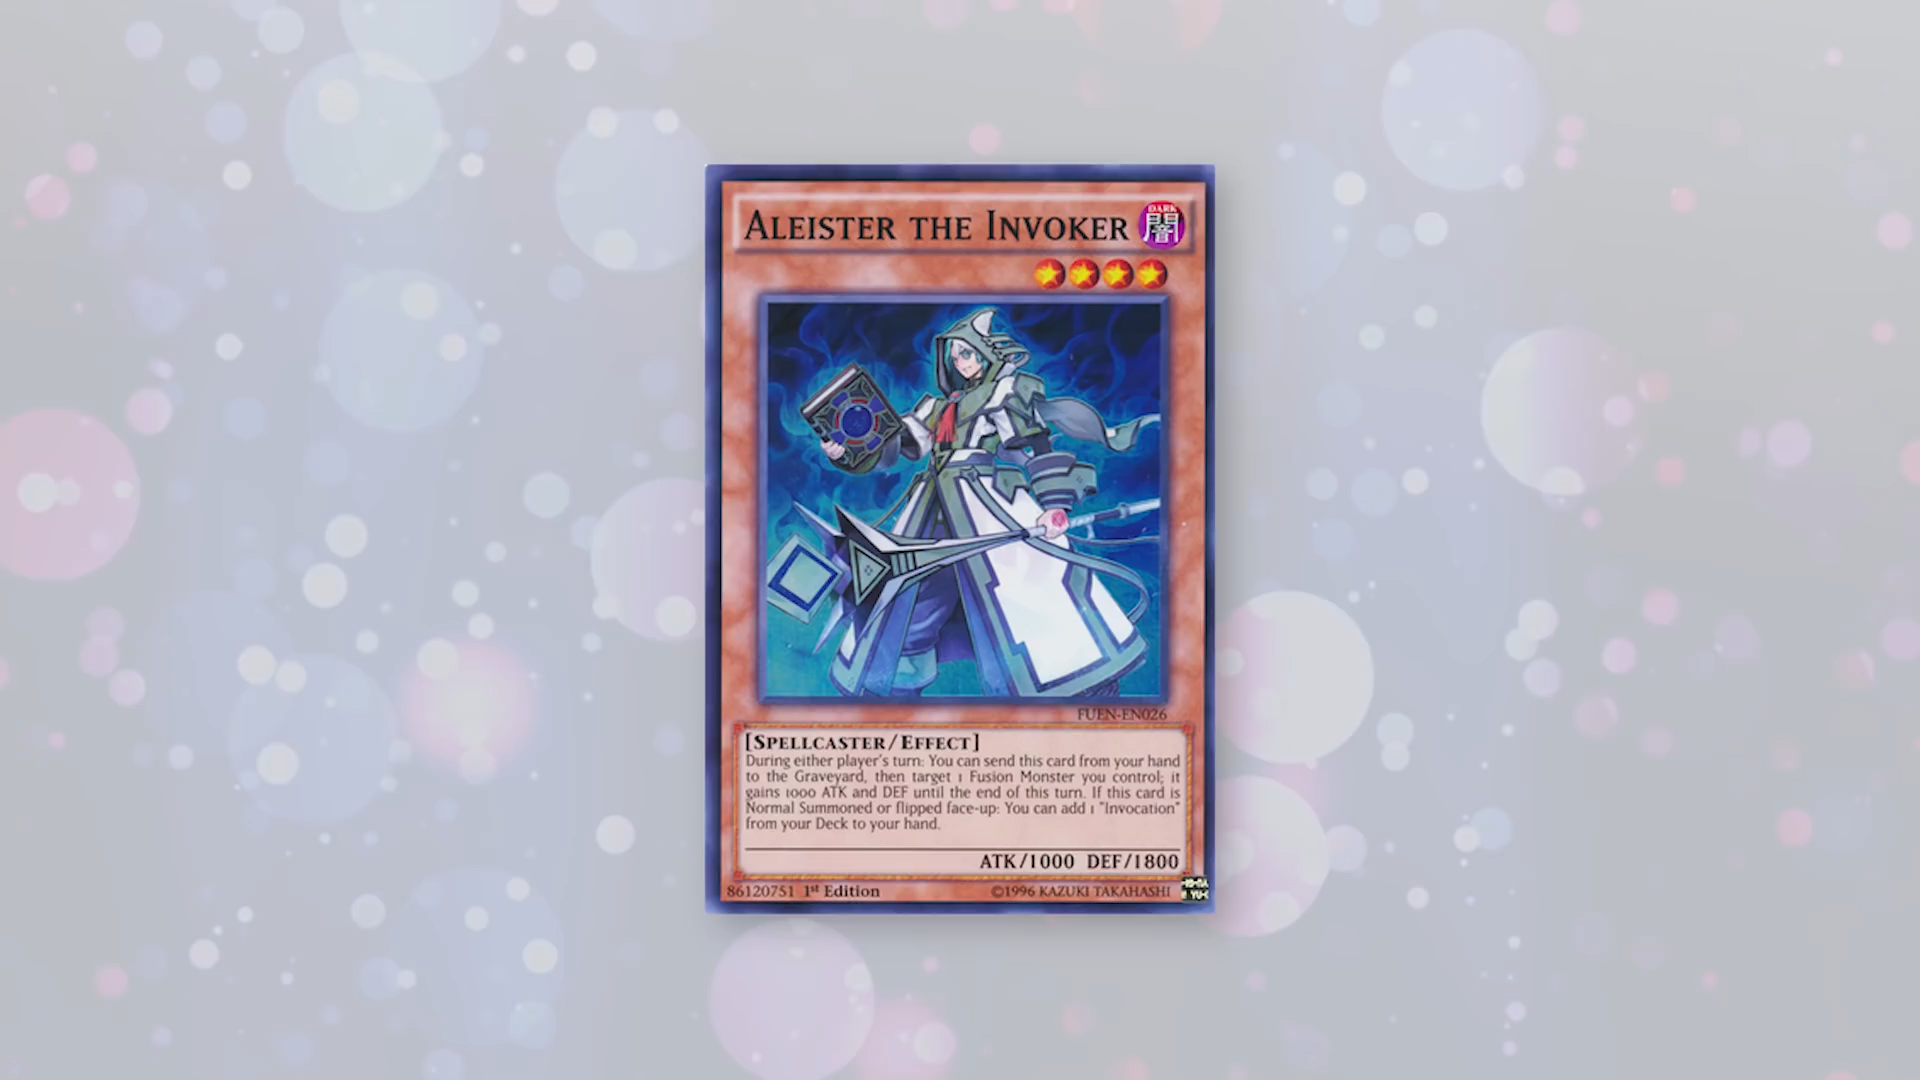 ALEISTER THE INVOKER
DARK
闇
FUEN-EN026
[SPELLCASTER/EFFECT]
During either player's turn: You can send this card from your hand
to the Graveyard, then target 1 Fusion Monster you control; it
gains 1000 ATK and DEF until the end of this turn. If this card is
Normal Summoned or flipped face-up: You can add 1 "Invocation"
from your Deck to your hand.
ATK/1000 DEF/1800
86120751 1st Edition
©1996 KAZUKI TAKAHASHI